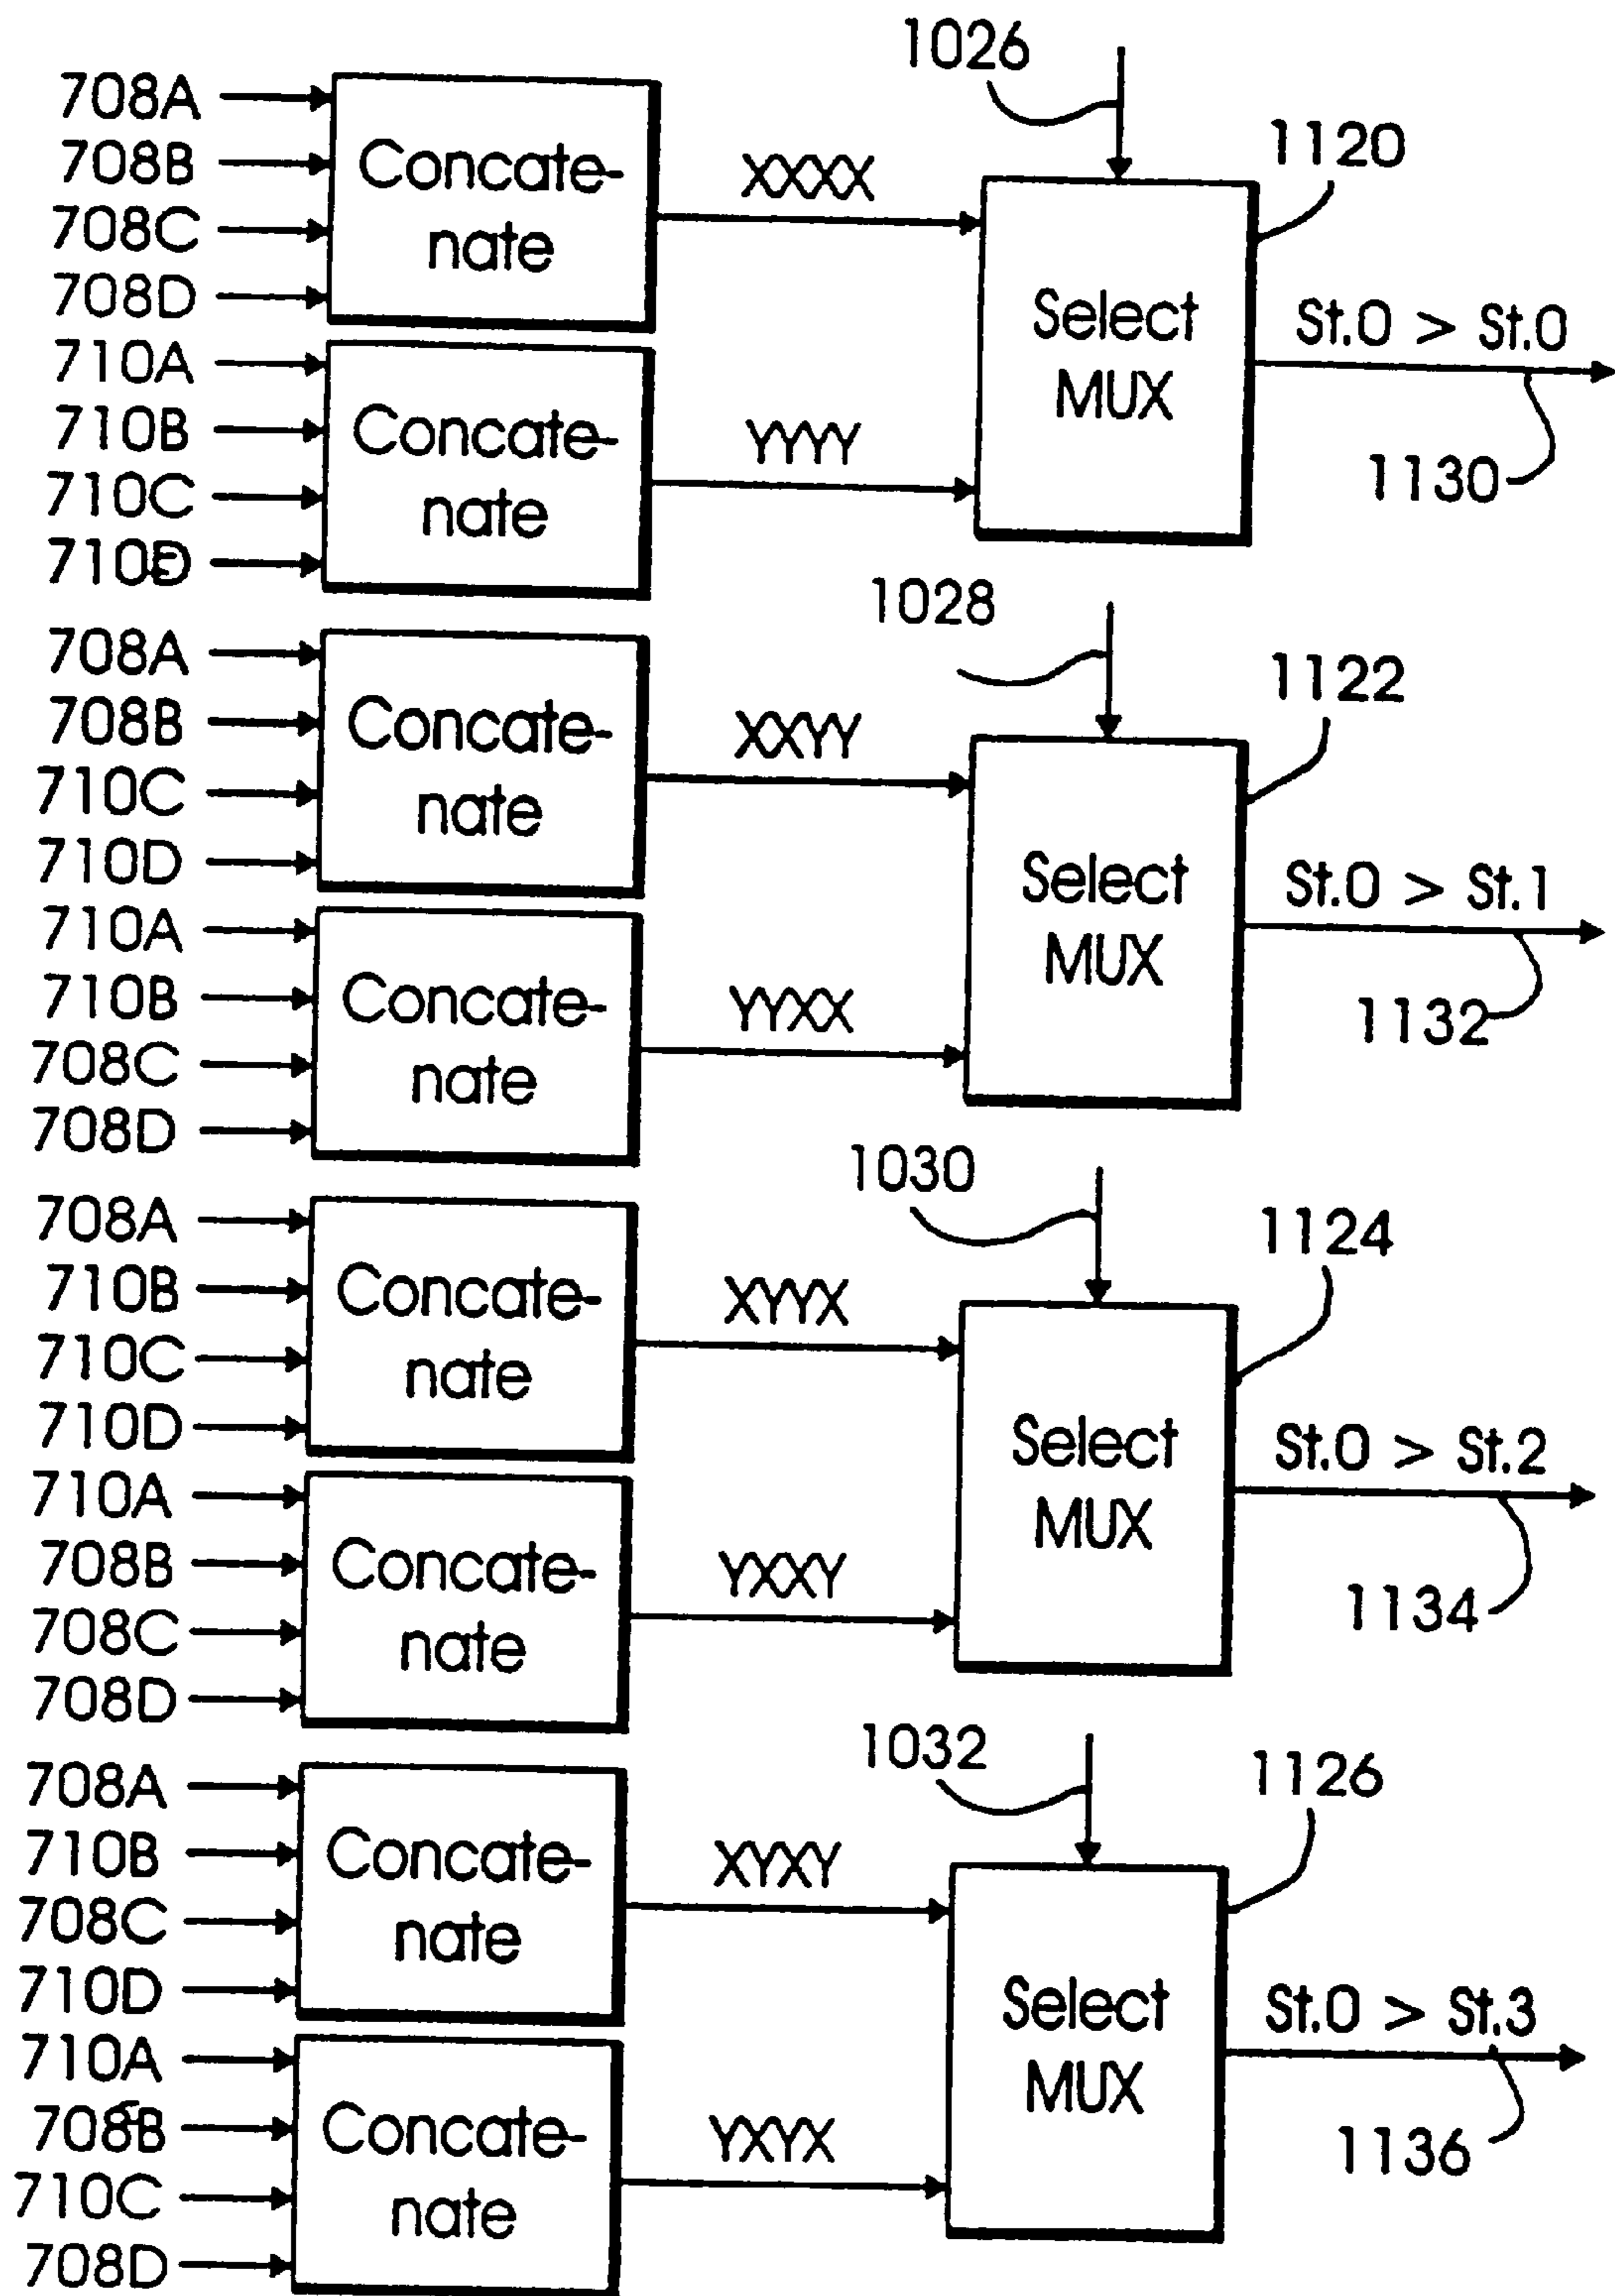 1026
708A
708B
708C
708D
Concate-
nate
XXXX
1120
Select
MUX
St.0 > St.0
1130
710A
710B
710C
Concate-
nate
YYYY
1028
708A
708B
710C
710D
Concate-
nate
XXYY
1122
Select
MUX
St.0 > St.1
1132
710A
710B
708C
708D
Concate-
nate
YYXX
1030
708A
710B
710C
710D
Concate-
nate
XYYX
1124
Select
MUX
St.0 > St.2
1134
710A
708B
708C
708D
Concate-
nate
YXXY
1032
708A
710B
708C
710D
Concate-
nate
XYXY
1126
Select
MUX
St.0 > St.3
1136
710A
708B
710C
708D
Concate-
nate
YXYX